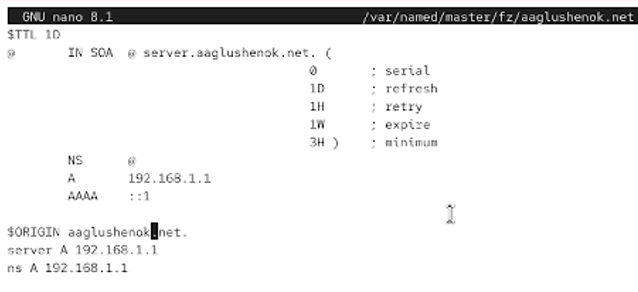 GNU nano 8.1 /var/named/master/fz/aaglushenok.net
$TTL 1D
@ IN SOA @ server.aaglushenok.net. (
0 ; serial
1D ; refresh
1H ; retry
1W ; expire
3H ) ; minimum
NS @
A 192.168.1.1
AAAA ::1
$ORIGIN aaglushenok.net.
server A 192.168.1.1
ns A 192.168.1.1